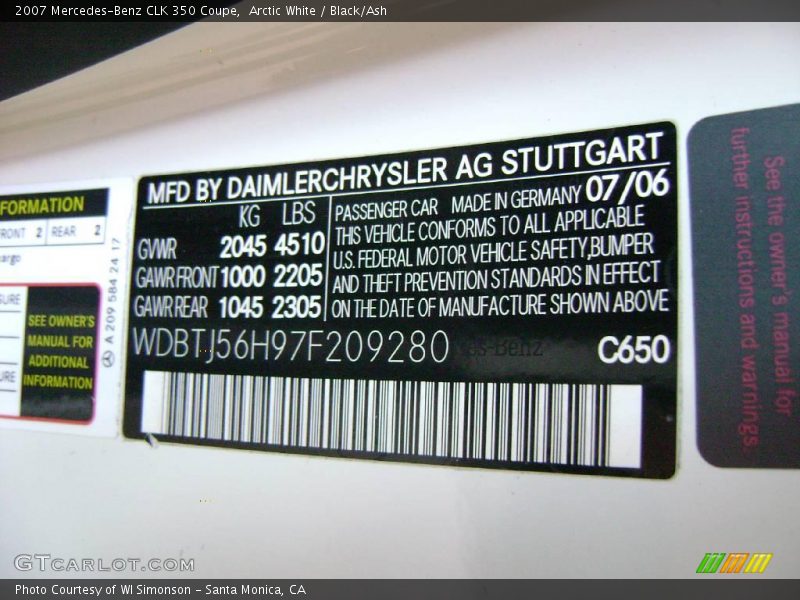 2007 Mercedes-Benz CLK 350 Coupe,  Arctic White / Black/Ash
MFD BY DAIMLERCHRYSLER AG STUTTGART
KG LBS
GVWR 2045 4510
GAWR FRONT 1000 2205
GAWR REAR 1045 2305
PASSENGER CAR MADE IN GERMANY 07/06
THIS VEHICLE CONFORMS TO ALL APPLICABLE
U.S. FEDERAL MOTOR VEHICLE SAFETY, BUMPER
AND THEFT PREVENTION STANDARDS IN EFFECT
ON THE DATE OF MANUFACTURE SHOWN ABOVE
WDBTJ56H97F209280
C650
FORMATION
FRONT 2 REAR 2
cargo
SURE
URE
SEE OWNER'S
MANUAL FOR
ADDITIONAL
INFORMATION
A 209 584 24 17
See the owner's manual for
further instructions and warnings.
GTCARLOT.COM
Photo Courtesy of WI Simonson - Santa Monica, CA